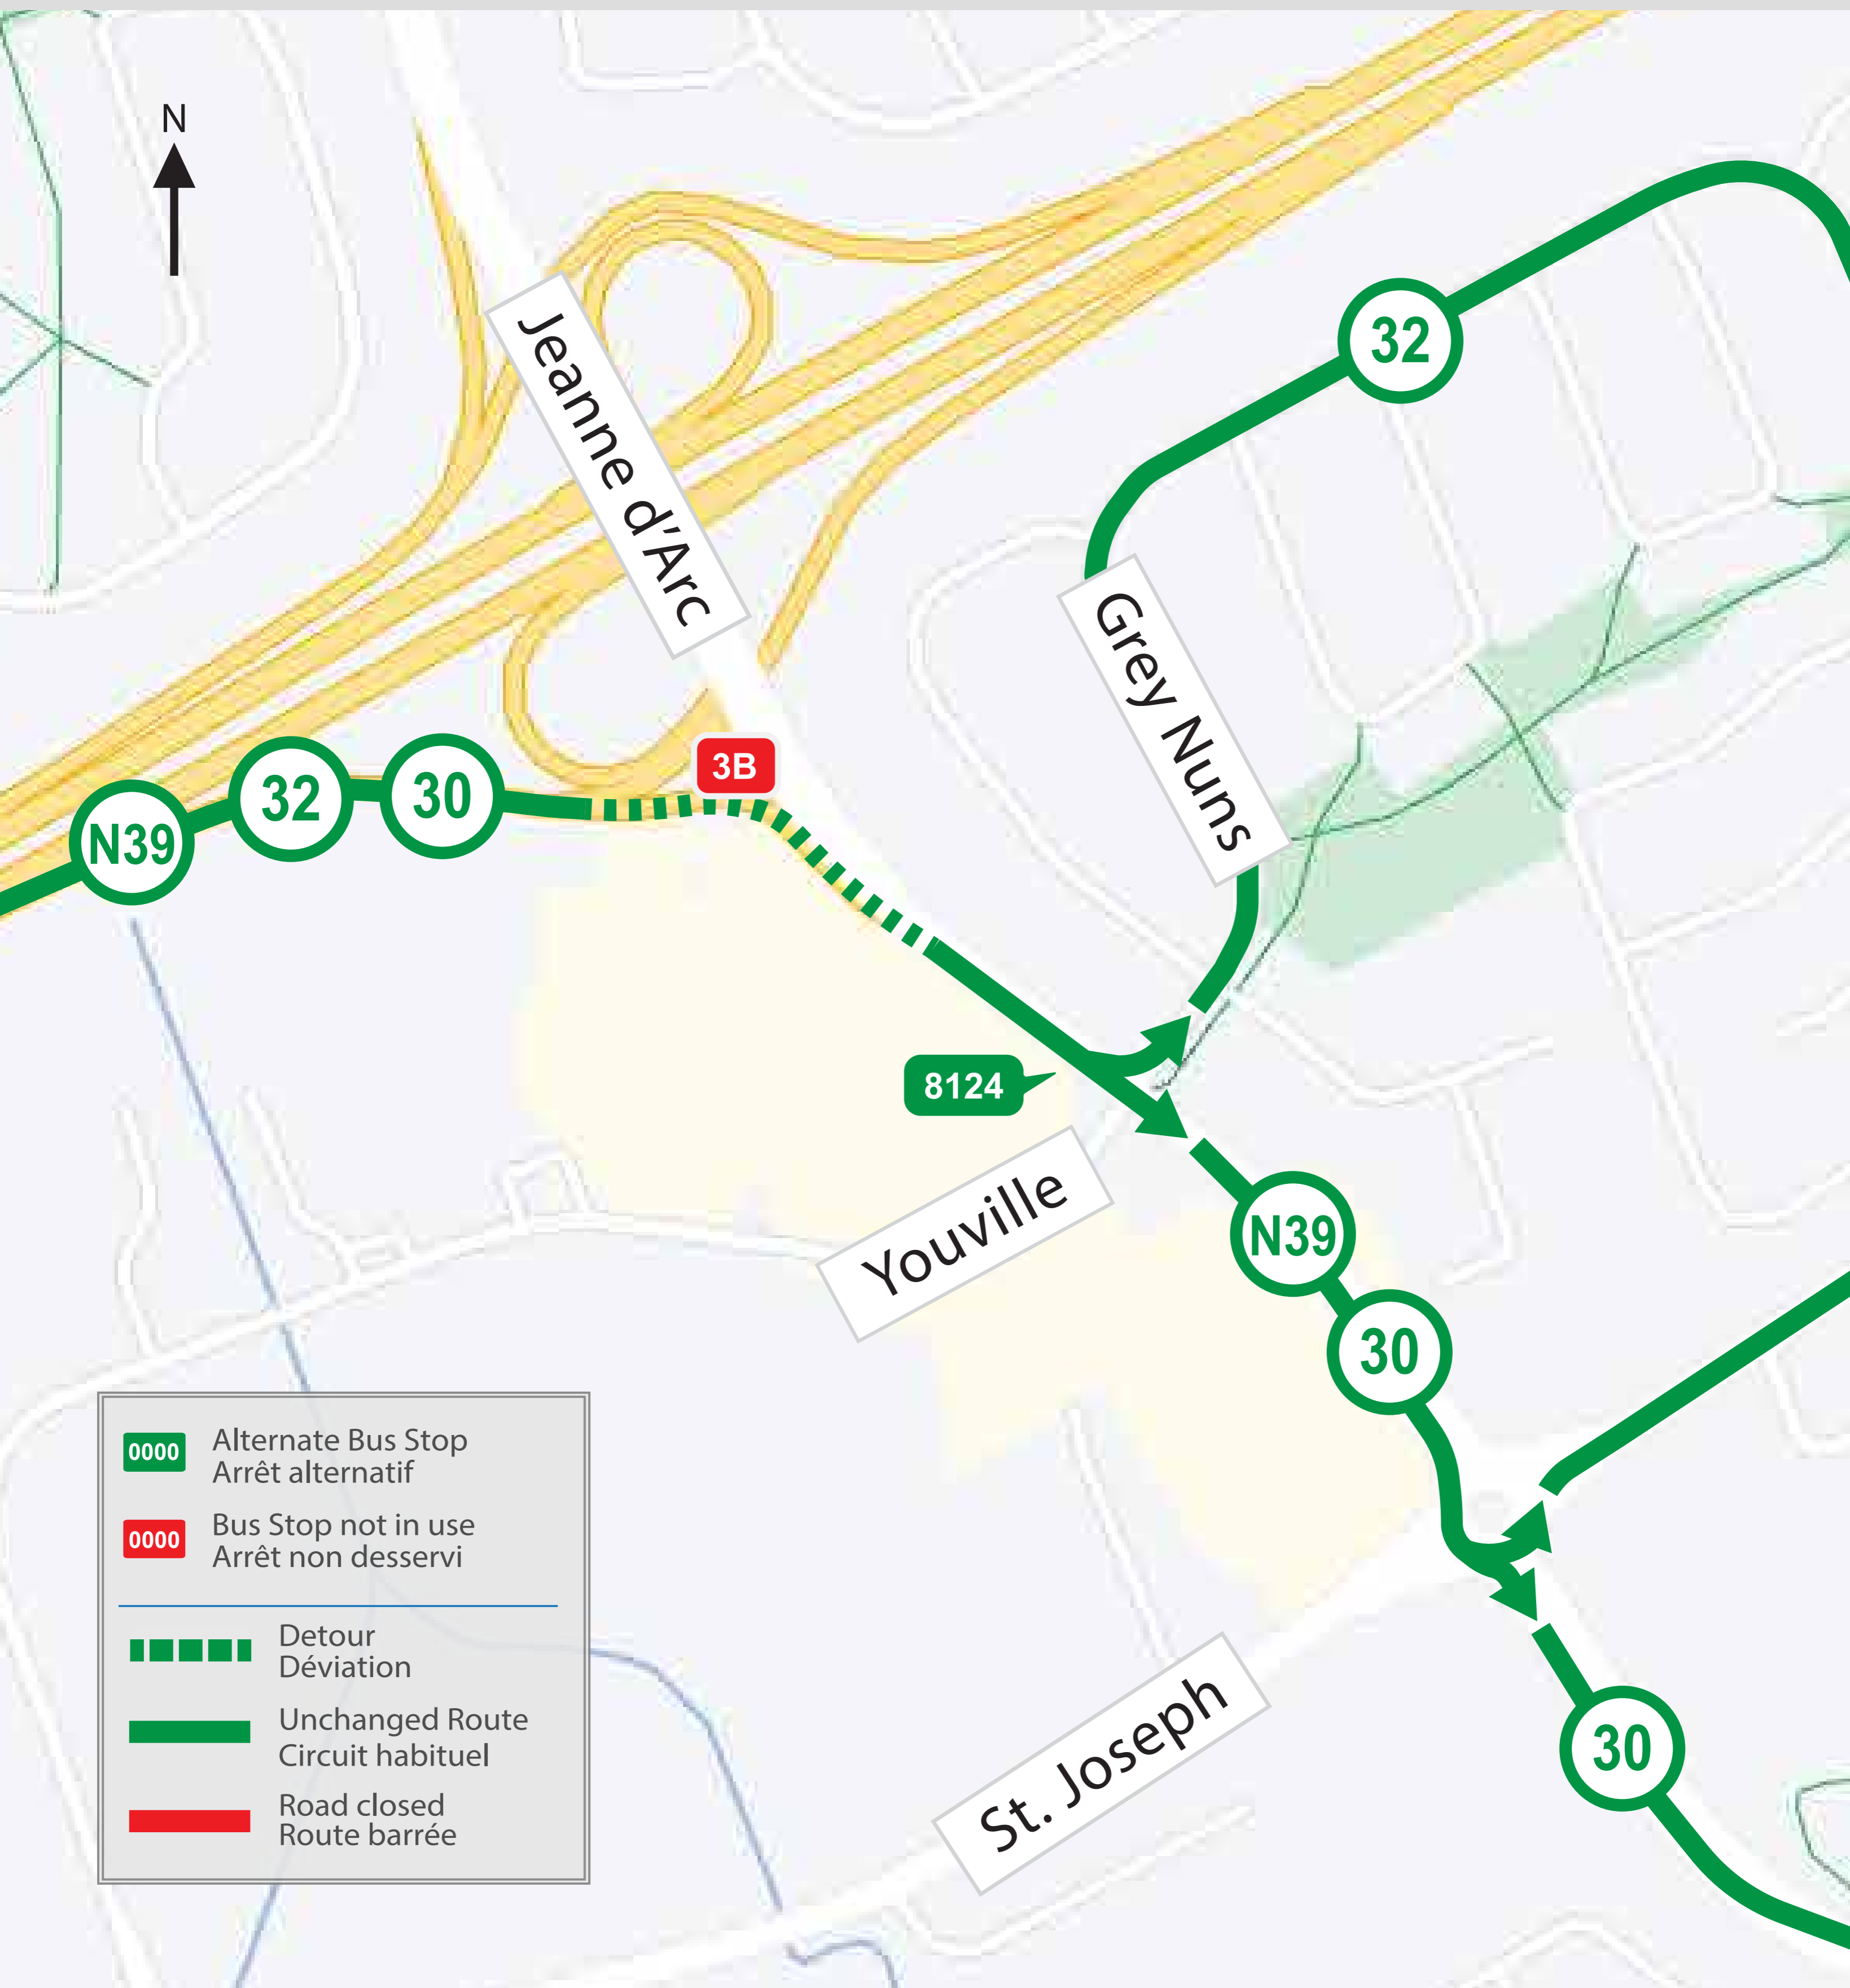 N
32
Jeanne d'Arc
Grey Nuns
3B
N39
32
30
8124
Youville
N39
30
St. Joseph
30
0000
Alternate Bus Stop
Arrêt alternatif
0000
Bus Stop not in use
Arrêt non desservi
Detour
Déviation
Unchanged Route
Circuit habituel
Road closed
Route barrée